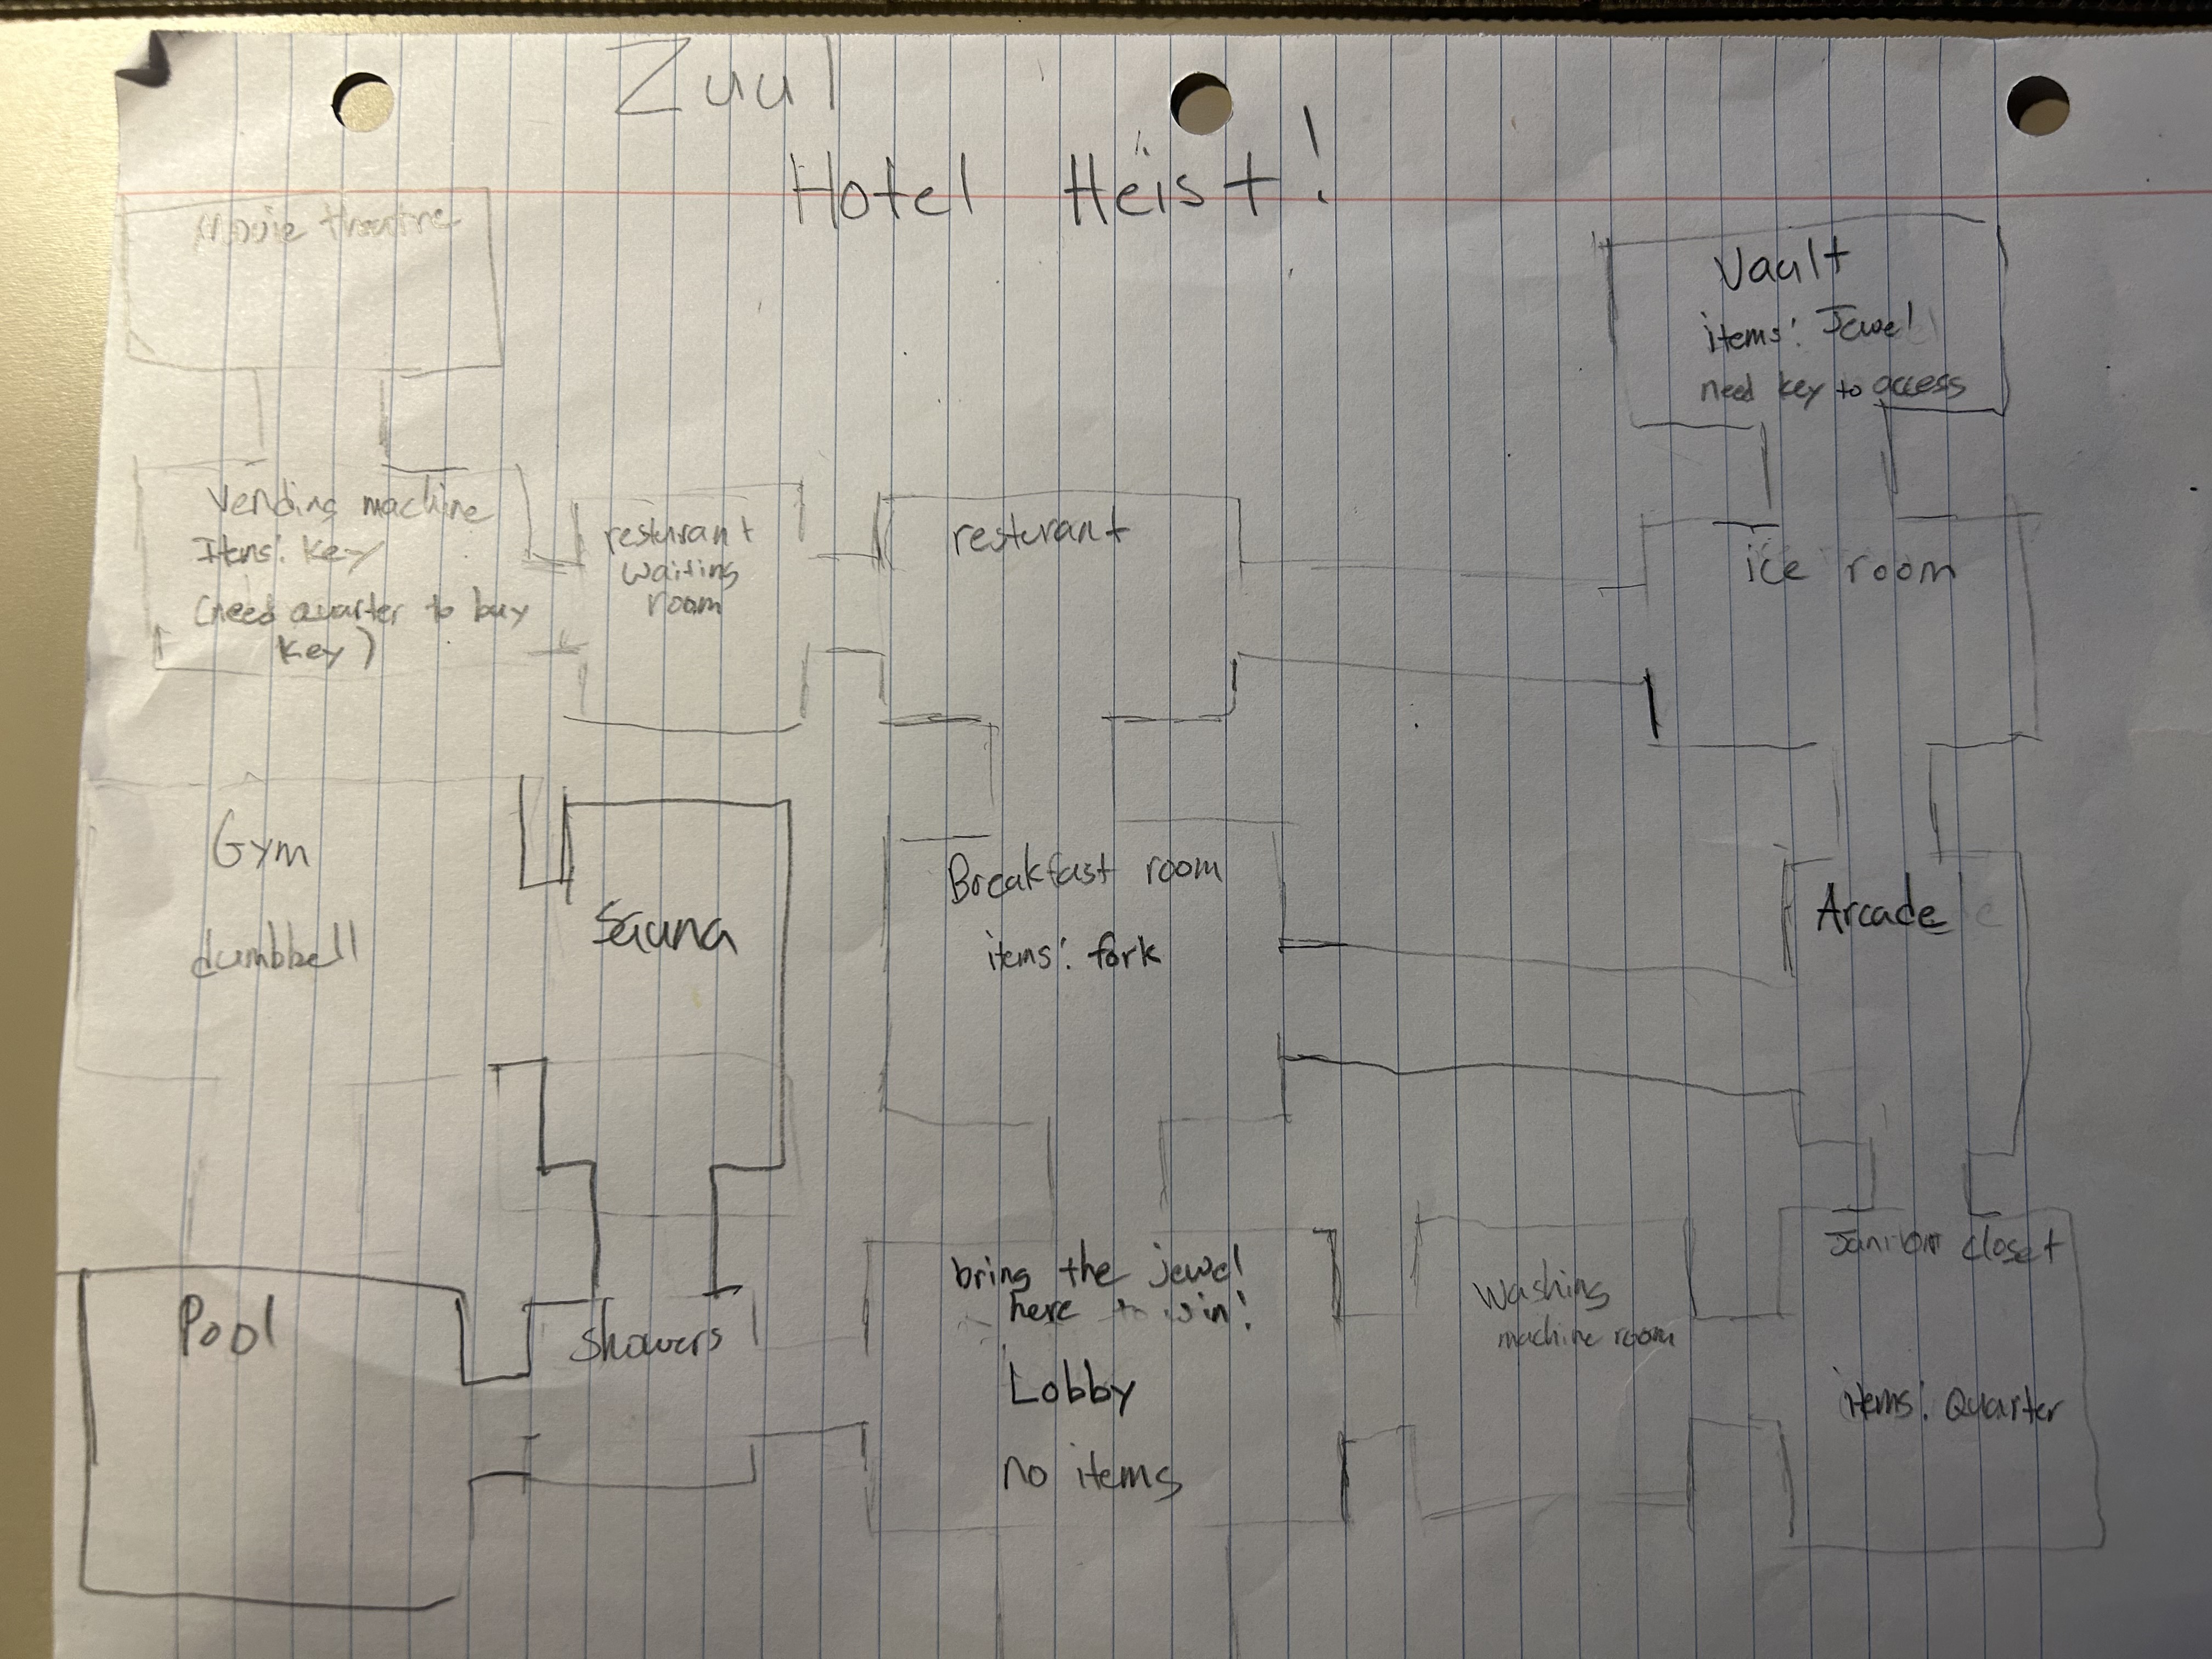 Zuul
Hotel Heist!
Movie theatre
Vault
items: Jewel
need key to access
Vending machine
Items: Key
(need quarter to buy
key)
resturant
waiting
room
resturant
ice room
Gym
dumbbell
Sauna
Breakfast room
items: fork
Arcade
Pool
Showers
bring the jewel
here to win!
Lobby
no items
Washing
machine room
Janitor closet
items: Quarter